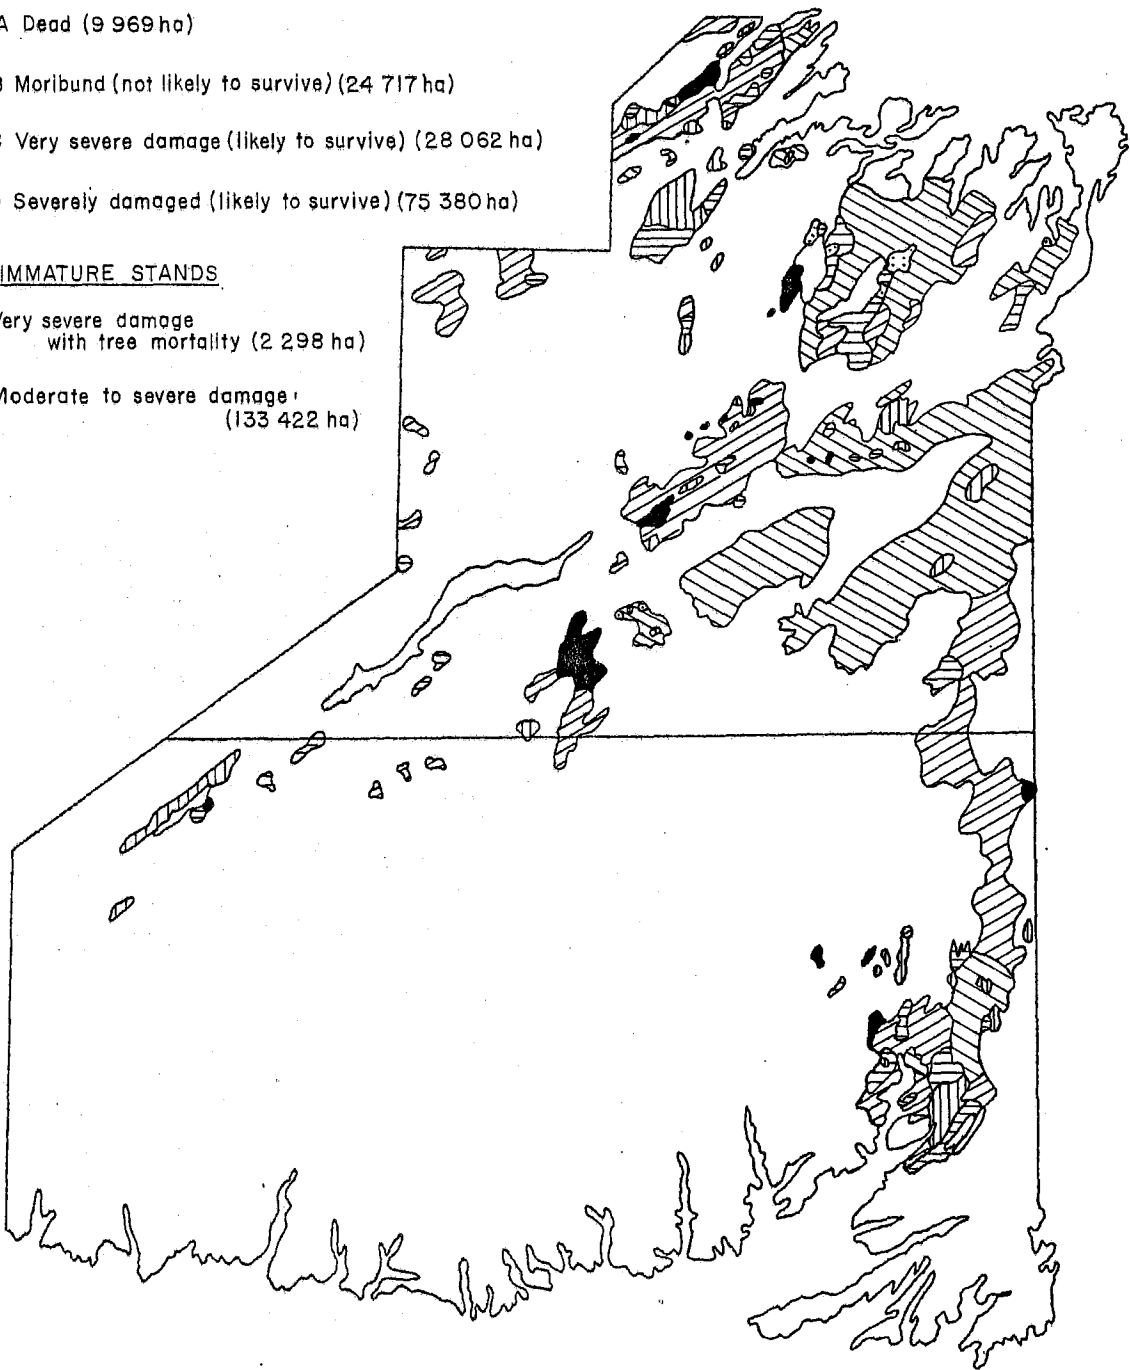 A Dead (9 969 ha)
Moribund (not likely to survive) (24 717 ha)
Very severe damage (likely to survive) (28 062 ha)
Severely damaged (likely to survive) (75 380 ha)
IMMATURE STANDS
Very severe damage
with tree mortality (2 298 ha)
Moderate to severe damage
(133 422 ha)